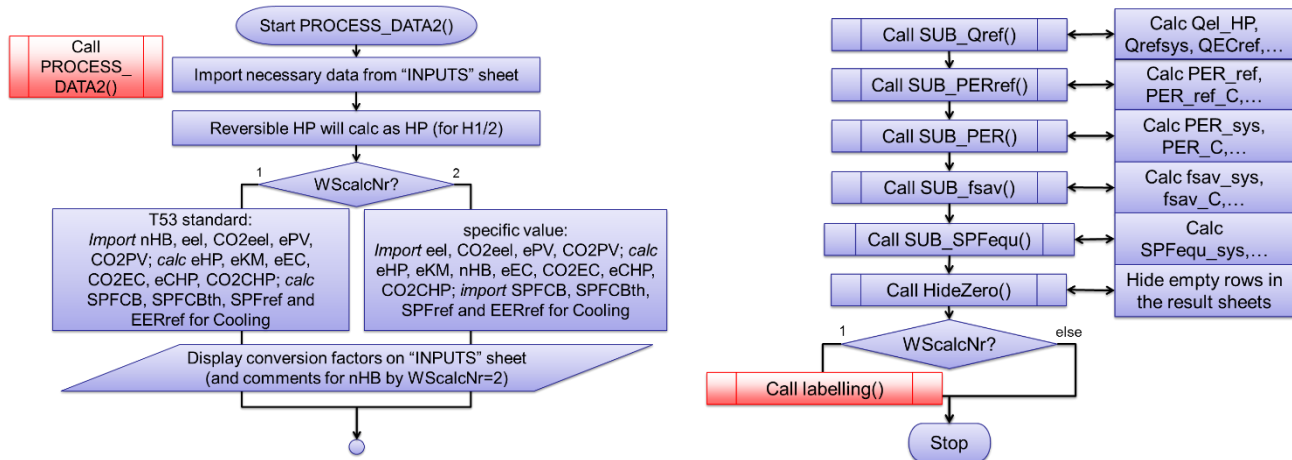 Start PROCESS_DATA2()
Call
PROCESS_
DATA2()
Import necessary data from “INPUTS” sheet
Reversible HP will calc as HP (for H1/2)
1
WScalcNr?
2
T53 standard:
Import nHB, eel, CO2eel, ePV,
CO2PV; calc eHP, eKM, eEC,
CO2EC, eCHP, CO2CHP; calc
SPFCB, SPFCBth, SPFref and
EERref for Cooling
specific value:
Import eel, CO2eel, ePV, CO2PV; calc
eHP, eKM, nHB, eEC, CO2EC, eCHP,
CO2CHP; import SPFCB, SPFCBth,
SPFref and EERref for Cooling
Display conversion factors on “INPUTS” sheet
(and comments for nHB by WScalcNr=2)
Call SUB_Qref()
Calc Qel_HP,
Qrefsys, QECref,…
Call SUB_PERref()
Calc PER_ref,
PER_ref_C,…
Call SUB_PER()
Calc PER_sys,
PER_C,…
Call SUB_fsav()
Calc fsav_sys,
fsav_C,…
Call SUB_SPFequ()
Calc
SPFequ_sys,…
Call HideZero()
Hide empty rows in
the result sheets
1
WScalcNr?
else
Call labelling()
Stop